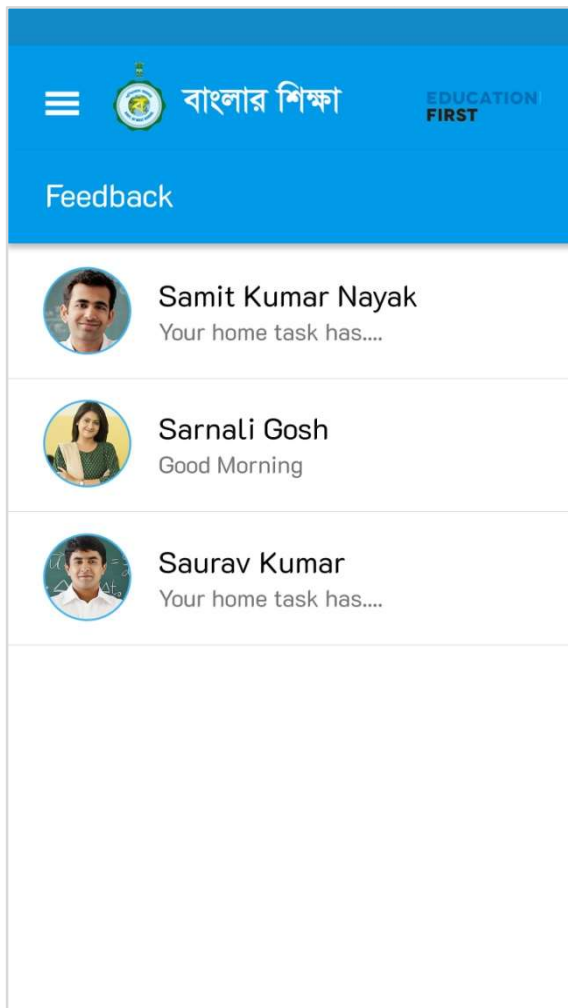 বাংলার শিক্ষা
EDUCATION
FIRST
Feedback
Samit Kumar Nayak
Your home task has....
Sarnali Gosh
Good Morning
Saurav Kumar
Your home task has....